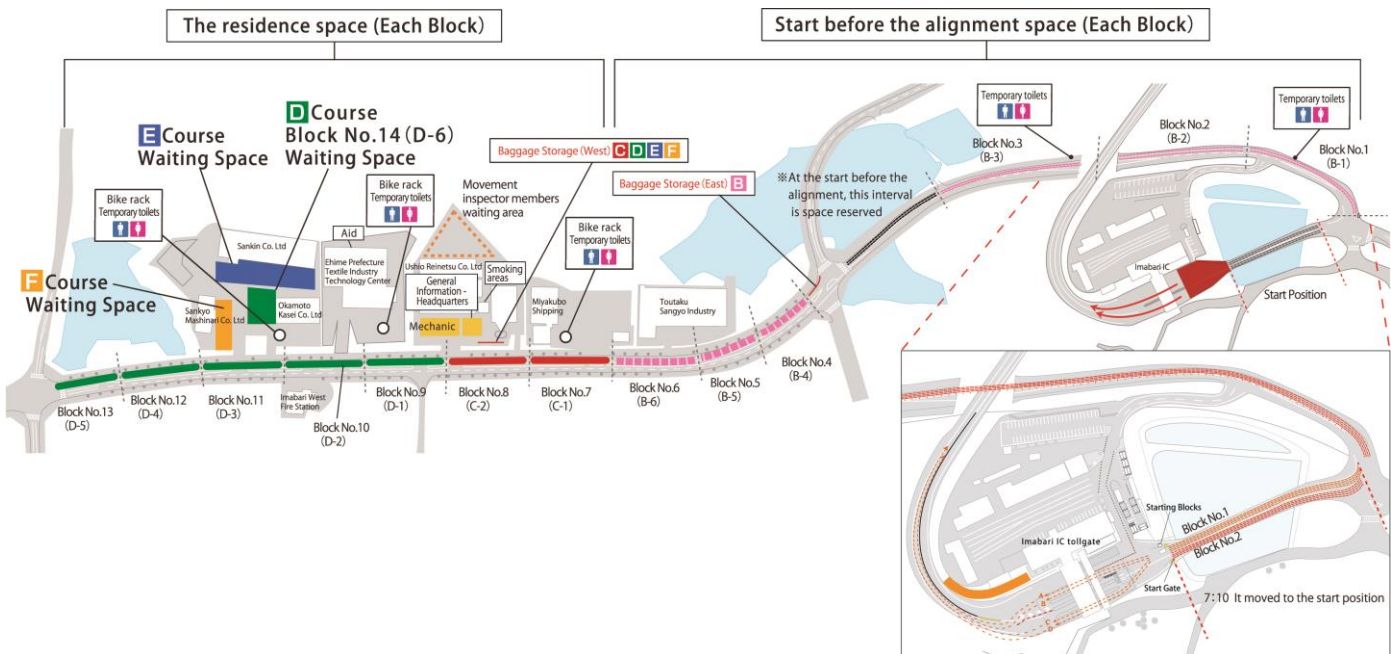 The residence space (Each Block)
Start before the alignment space (Each Block)
E Course
Waiting Space
D Course
Block No.14 (D-6)
Waiting Space
F Course
Waiting Space
Bike rack
Temporary toilets
Sankin Co. Ltd
Sankyo
Mashinari Co. Ltd
Okamoto
Kasei Co. Ltd
Aid
Ehime Prefecture
Textile Industry
Technology Center
Bike rack
Temporary toilets
Movement
inspector members
waiting area
Ushio Reinetsu Co. Ltd
General
Information -
Headquarters
Smoking
areas
Mechanic
Baggage Storage (West) C D E F
Bike rack
Temporary toilets
Miyakubo
Shipping
Toutaku
Sangyo Industry
Baggage Storage (East) B
※At the start before the
alignment, this interval
is space reserved
Temporary toilets
Temporary toilets
Block No.3
(B-3)
Block No.2
(B-2)
Block No.1
(B-1)
Imabari IC
Start Position
Block No.13
(D-5)
Block No.12
(D-4)
Block No.11
(D-3)
Imabari West
Fire Station
Block No.10
(D-2)
Block No.9
(D-1)
Block No.8
(C-2)
Block No.7
(C-1)
Block No.6
(B-6)
Block No.5
(B-5)
Block No.4
(B-4)
Starting Blocks
Block No.1
Block No.2
Imabari IC tollgate
Start Gate
A
B
C
D
7:10 It moved to the start position